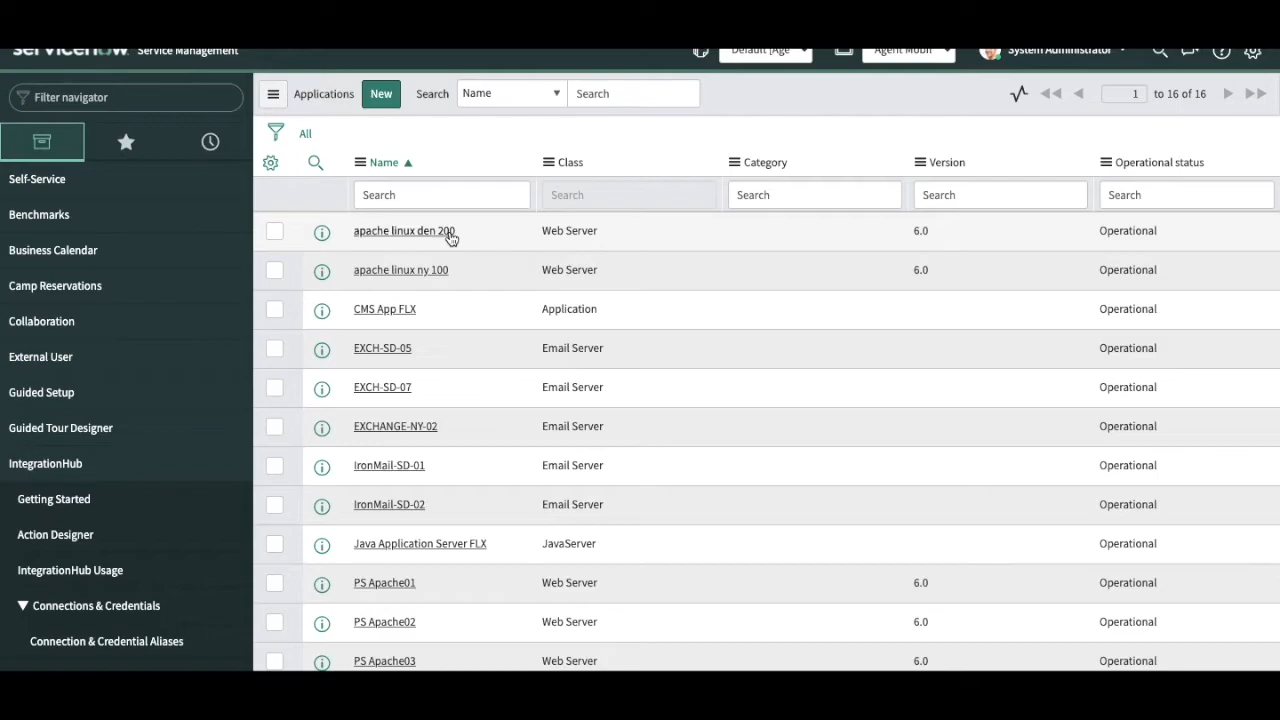 servicenow Service Management Default [Age Agent Mobil System Administrator
Filter navigator
Self-Service
Benchmarks
Business Calendar
Camp Reservations
Collaboration
External User
Guided Setup
Guided Tour Designer
IntegrationHub
Getting Started
Action Designer
IntegrationHub Usage
Connections & Credentials
Connection & Credential Aliases
Applications New Search Name Search 1 to 16 of 16
All
Name Class Category Version Operational status
Search Search Search Search Search
apache linux den 200 Web Server 6.0 Operational
apache linux ny 100 Web Server 6.0 Operational
CMS App FLX Application Operational
EXCH-SD-05 Email Server Operational
EXCH-SD-07 Email Server Operational
EXCHANGE-NY-02 Email Server Operational
IronMail-SD-01 Email Server Operational
IronMail-SD-02 Email Server Operational
Java Application Server FLX JavaServer Operational
PS Apache01 Web Server 6.0 Operational
PS Apache02 Web Server 6.0 Operational
PS Apache03 Web Server 6.0 Operational